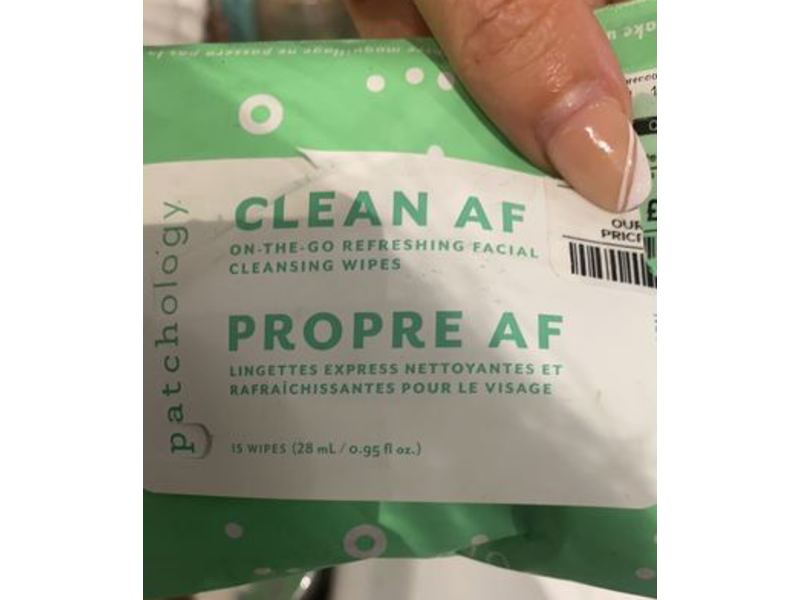 patchology
CLEAN AF
ON-THE-GO REFRESHING FACIAL
CLEANSING WIPES
PROPRE AF
LINGETTES EXPRESS NETTOYANTES ET
RAFRAÎCHISSANTES POUR LE VISAGE
15 WIPES (28 mL / 0.95 fl oz.)
OUR
PRICE
£